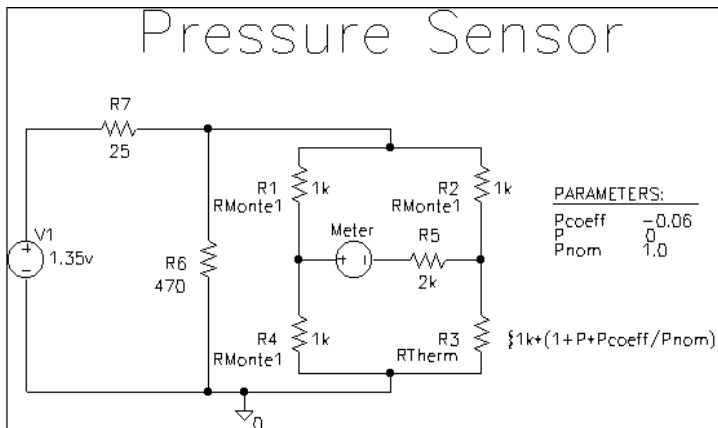 Pressure Sensor
R7
25
R1
1k
RMonte1
R2
1k
RMonte1
PARAMETERS:
Pcoeff -0.06
P 0
Pnom 1.0
V1
+
-
1.35v
R6
470
Meter
+ -
R5
2k
R4
1k
RMonte1
R3
RTherm
{1k*(1+P*Pcoeff/Pnom)
0